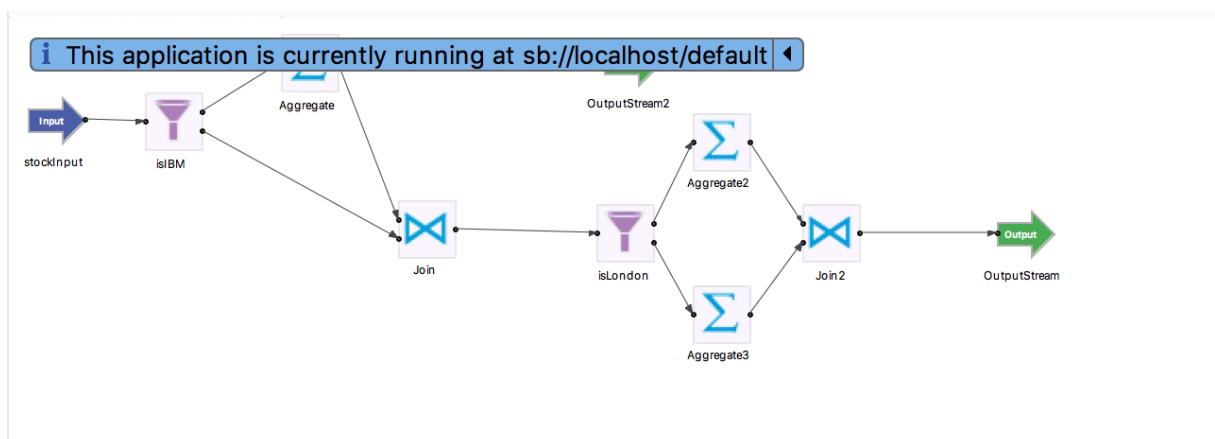 i This application is currently running at sb://localhost/default
Aggregate
OutputStream2
Input
stockInput
isIBM
Aggregate2
Join
isLondon
Join2
Output
OutputStream
Aggregate3